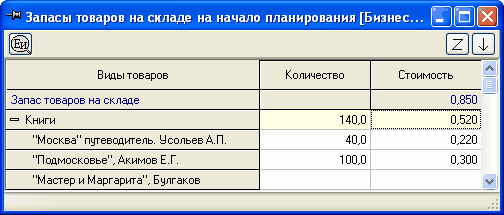 Запасы товаров на складе на начало планирования [Бизнес...
Ед
Z
Виды товаров Количество Стоимость
Запас товаров на складе 0,850
Книги 140,0 0,520
"Москва" путеводитель. Усольев А.П. 40,0 0,220
"Подмосковье", Акимов Е.Г. 100,0 0,300
"Мастер и Маргарита", Булгаков